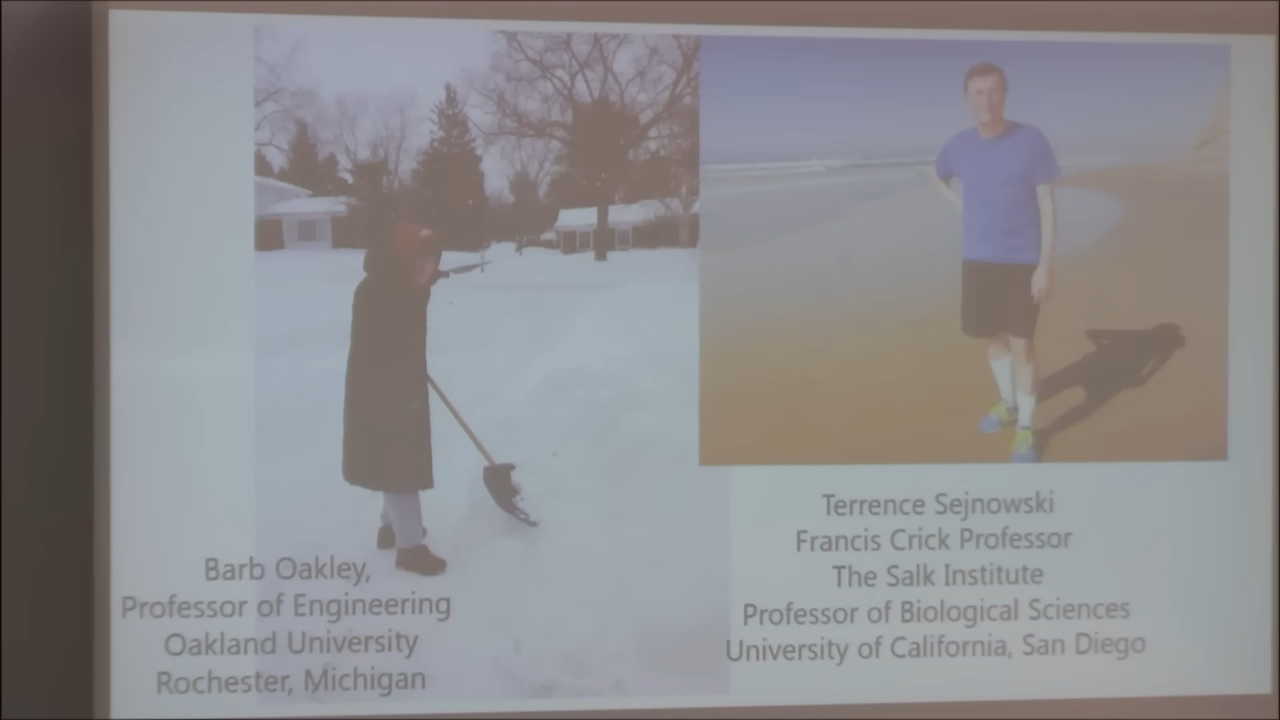 Barb Oakley,
Professor of Engineering
Oakland University
Rochester, Michigan
Terrence Sejnowski
Francis Crick Professor
The Salk Institute
Professor of Biological Sciences
University of California, San Diego